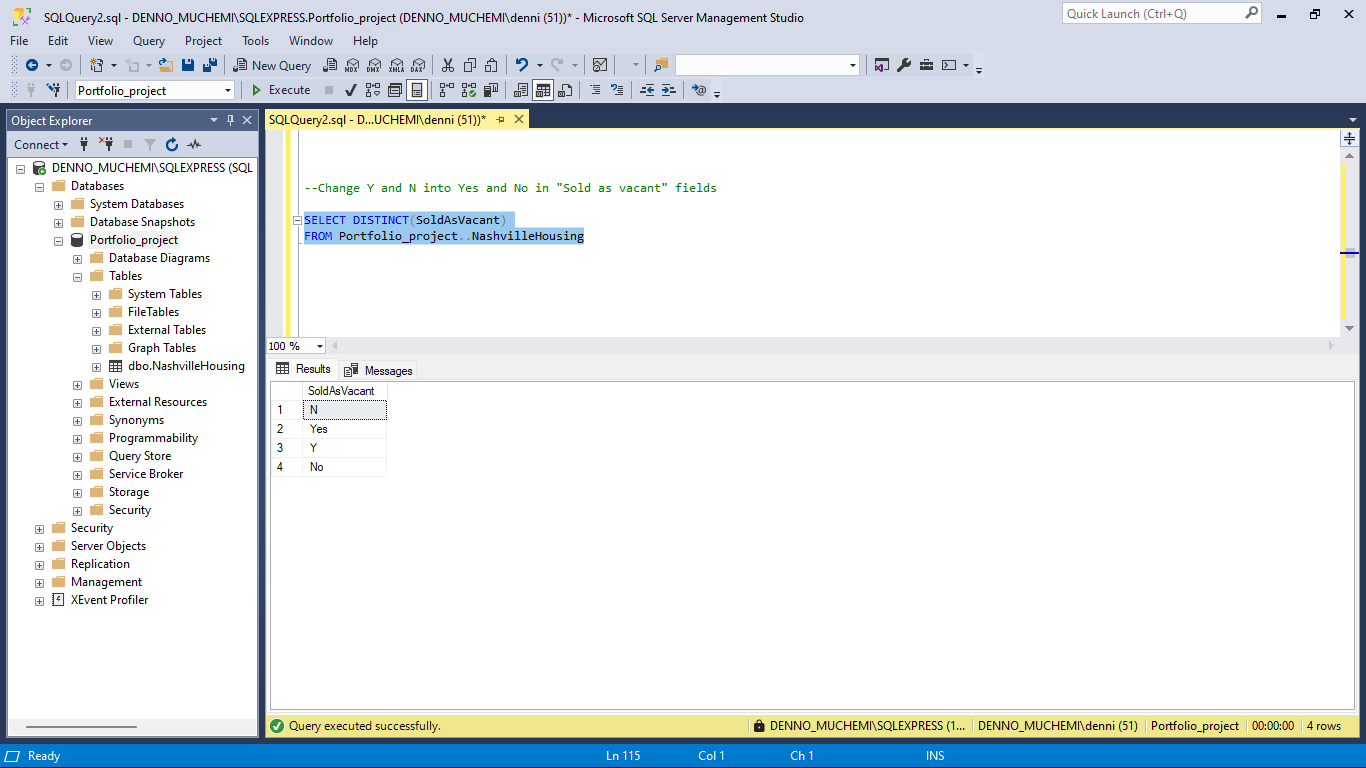 SQLQuery2.sql - DENNO_MUCHEMI\SQLEXPRESS.Portfolio_project (DENNO_MUCHEMI\denni (51))* - Microsoft SQL Server Management Studio
Quick Launch (Ctrl+Q)
File Edit View Query Project Tools Window Help
New Query MDX DMX XMLA DAX
Portfolio_project Execute
Object Explorer
SQLQuery2.sql - D...UCHEMI\denni (51))*
Connect
DENNO_MUCHEMI\SQLEXPRESS (SQL
Databases
System Databases
Database Snapshots
Portfolio_project
Database Diagrams
Tables
System Tables
FileTables
External Tables
Graph Tables
dbo.NashvilleHousing
Views
External Resources
Synonyms
Programmability
Query Store
Service Broker
Storage
Security
Security
Server Objects
Replication
Management
XEvent Profiler
--Change Y and N into Yes and No in "Sold as vacant" fields
SELECT DISTINCT(SoldAsVacant)
FROM Portfolio_project..NashvilleHousing
100 %
Results Messages
SoldAsVacant
1 N
2 Yes
3 Y
4 No
Query executed successfully.
DENNO_MUCHEMI\SQLEXPRESS (1... DENNO_MUCHEMI\denni (51) Portfolio_project 00:00:00 4 rows
Ready Ln 115 Col 1 Ch 1 INS